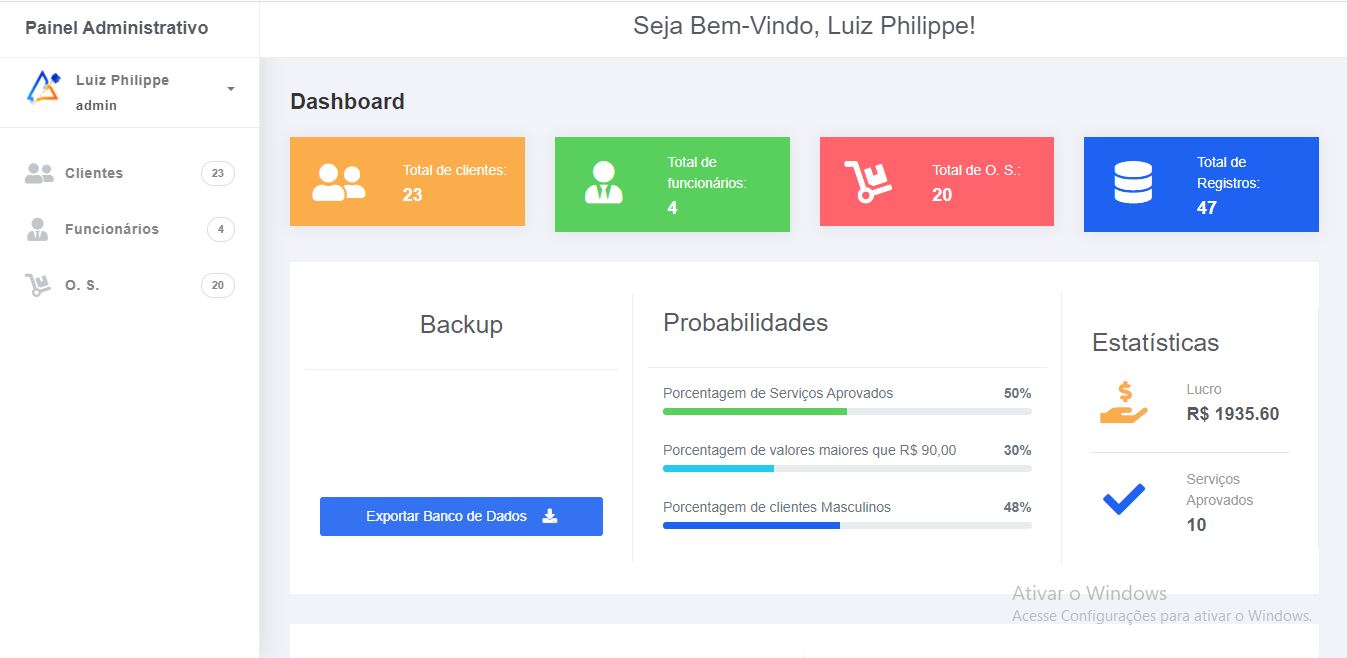 Painel Administrativo
Seja Bem-Vindo, Luiz Philippe!
Luiz Philippe
admin
Clientes 23
Funcionários 4
O. S. 20
Dashboard
Total de clientes:
23
Total de
funcionários:
4
Total de O. S.:
20
Total de
Registros:
47
Backup
Exportar Banco de Dados
Probabilidades
Porcentagem de Serviços Aprovados 50%
Porcentagem de valores maiores que R$ 90,00 30%
Porcentagem de clientes Masculinos 48%
Estatísticas
Lucro
R$ 1935.60
Serviços
Aprovados
10
Ativar o Windows
Acesse Configurações para ativar o Windows.